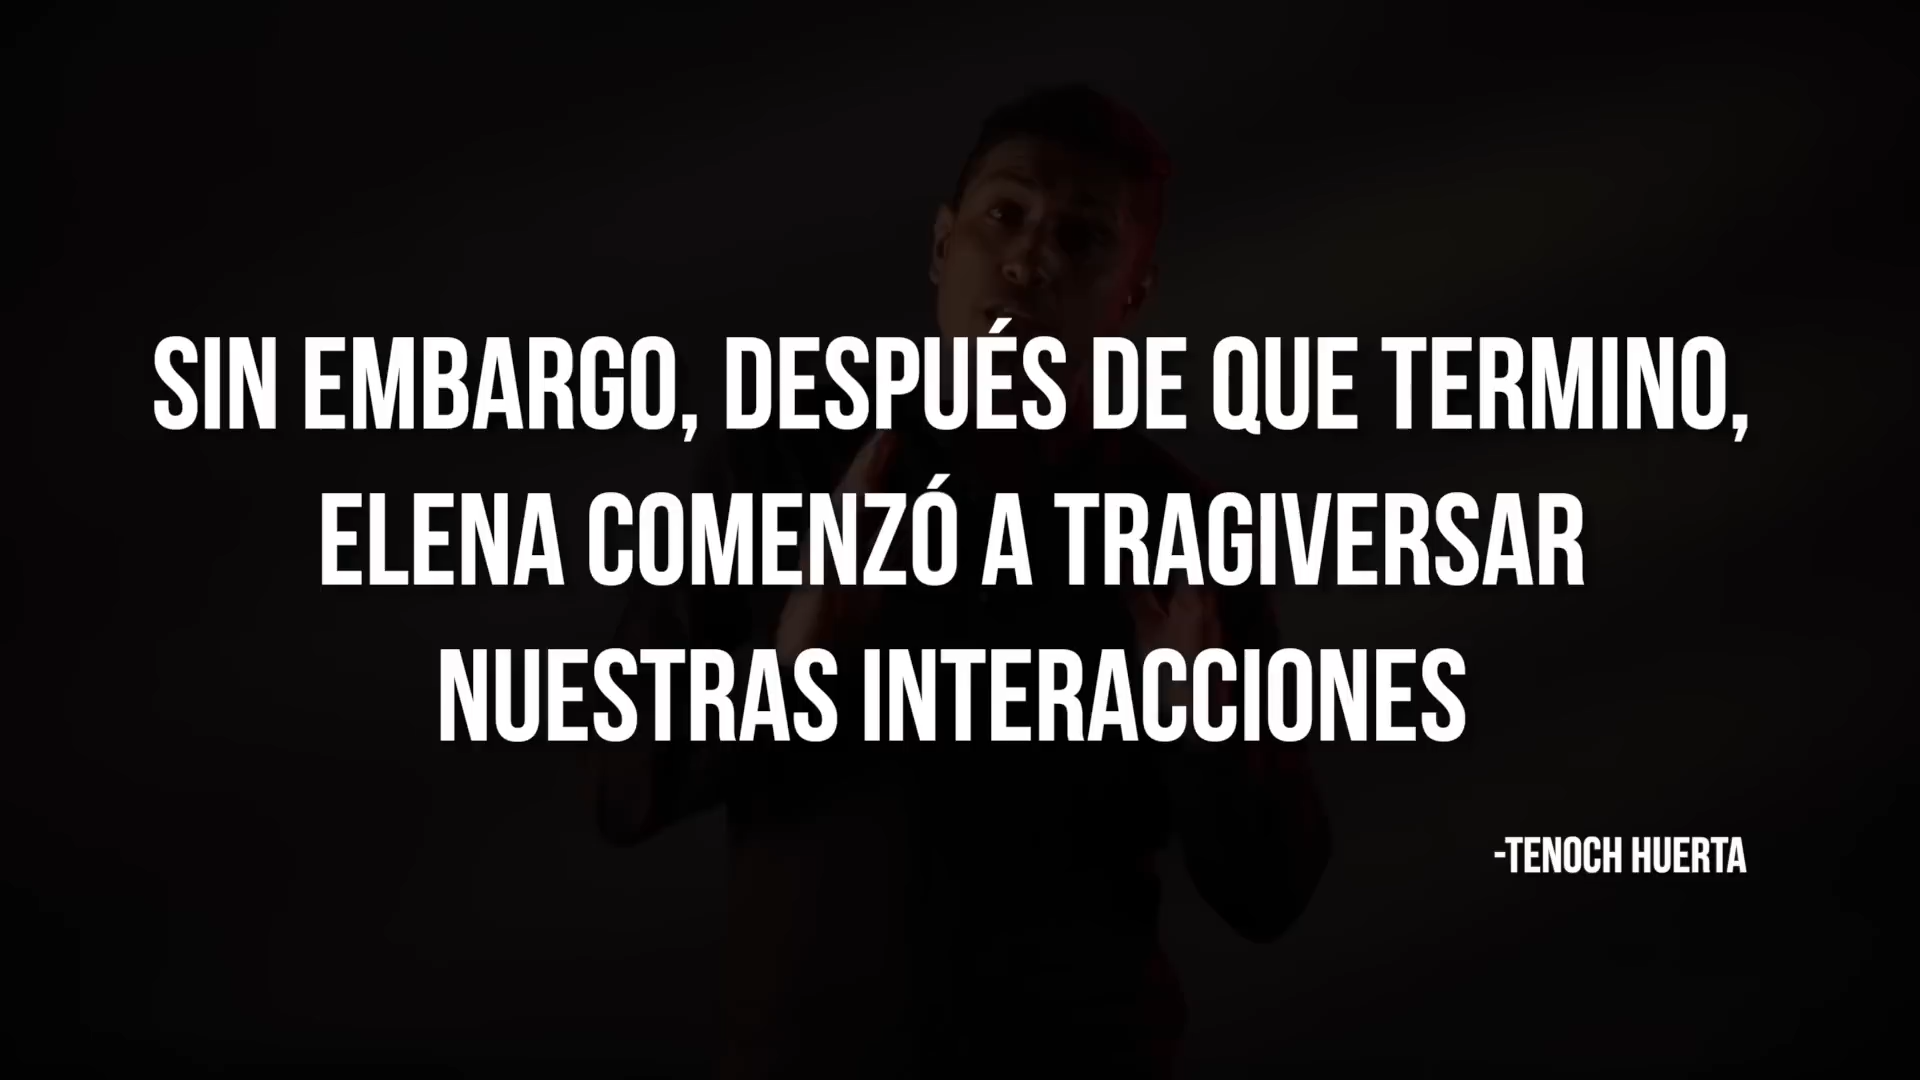 SIN EMBARGO, DESPUÉS DE QUE TERMINO,
ELENA COMENZÓ A TRAGIVERSAR
NUESTRAS INTERACCIONES
-TENOCH HUERTA